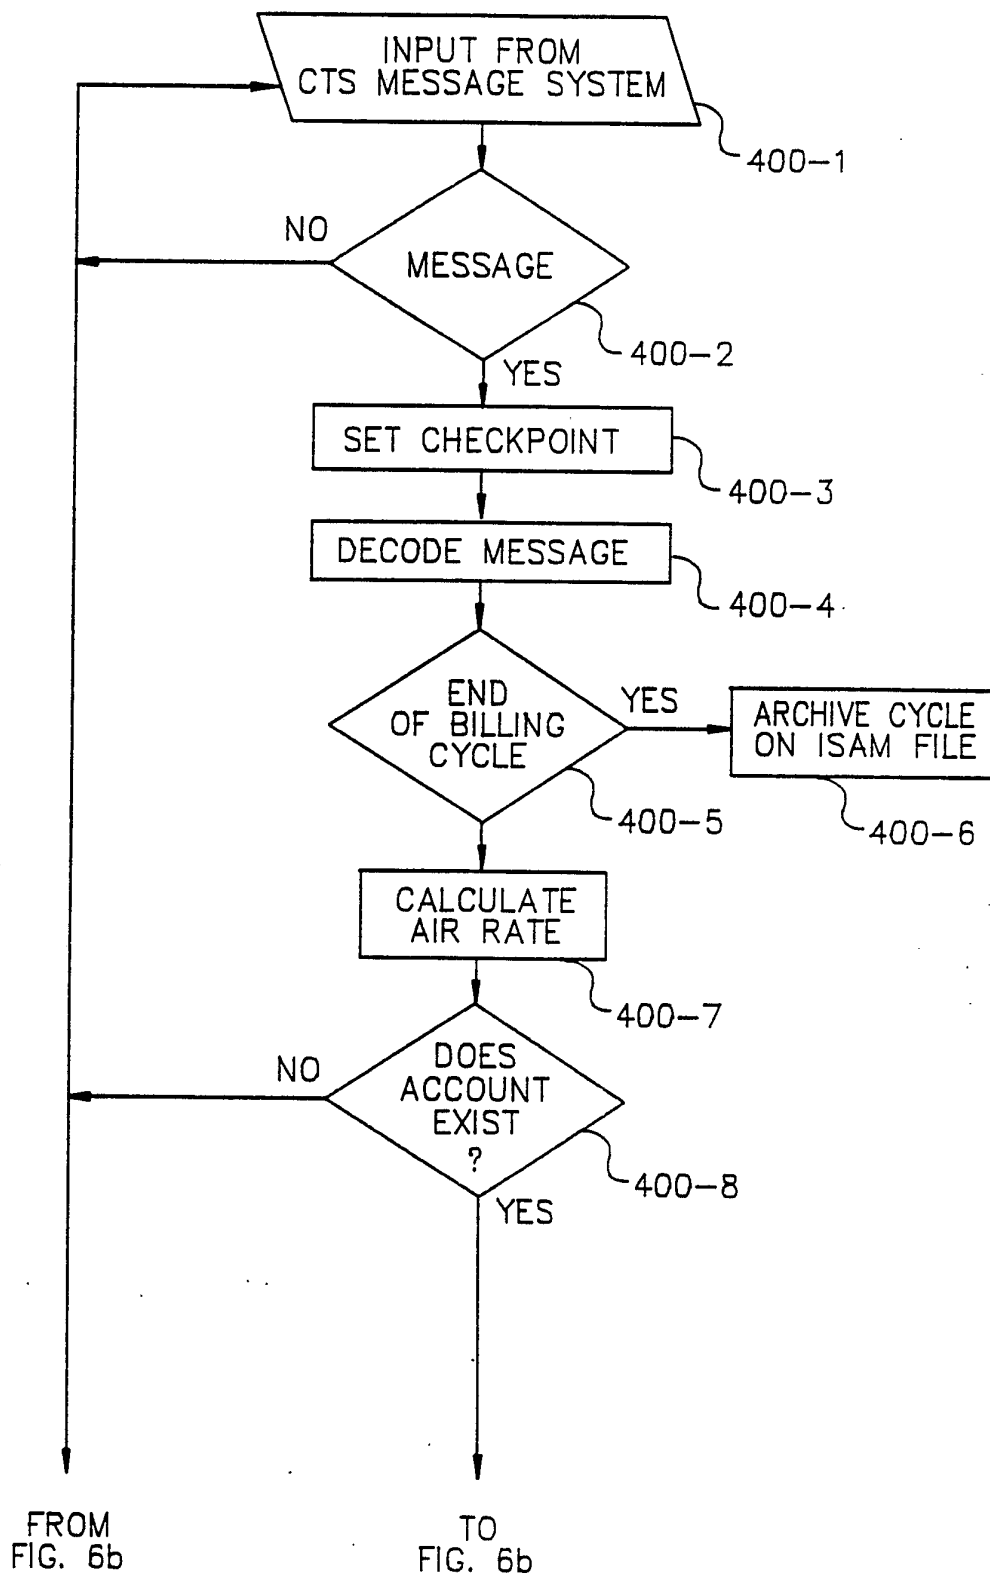 INPUT FROM
CTS MESSAGE SYSTEM
400-1
NO
MESSAGE
400-2
YES
SET CHECKPOINT
400-3
DECODE MESSAGE
400-4
END
OF BILLING
CYCLE
YES
400-5
ARCHIVE CYCLE
ON ISAM FILE
400-6
CALCULATE
AIR RATE
400-7
NO
DOES
ACCOUNT
EXIST
?
400-8
YES
FROM
FIG. 6b
TO
FIG. 6b